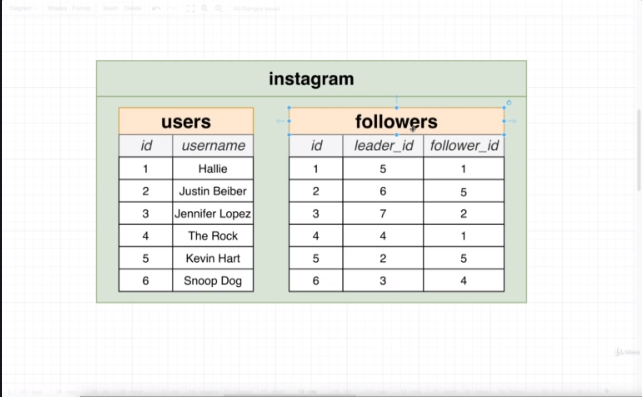 instagram
users
id username
1 Hallie
2 Justin Beiber
3 Jennifer Lopez
4 The Rock
5 Kevin Hart
6 Snoop Dog
followers
id leader_id follower_id
1 5 1
2 6 5
3 7 2
4 4 1
5 2 5
6 3 4